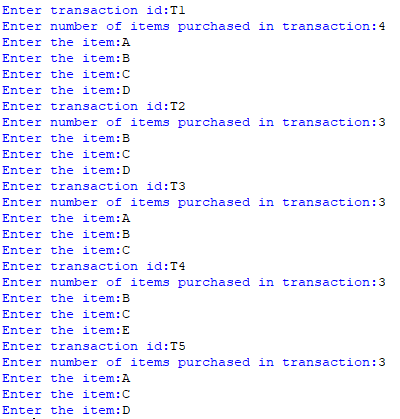 Enter transaction id:T1
Enter number of items purchased in transaction:4
Enter the item:A
Enter the item:B
Enter the item:C
Enter the item:D
Enter transaction id:T2
Enter number of items purchased in transaction:3
Enter the item:B
Enter the item:C
Enter the item:D
Enter transaction id:T3
Enter number of items purchased in transaction:3
Enter the item:A
Enter the item:B
Enter the item:C
Enter transaction id:T4
Enter number of items purchased in transaction:3
Enter the item:B
Enter the item:C
Enter the item:E
Enter transaction id:T5
Enter number of items purchased in transaction:3
Enter the item:A
Enter the item:C
Enter the item:D